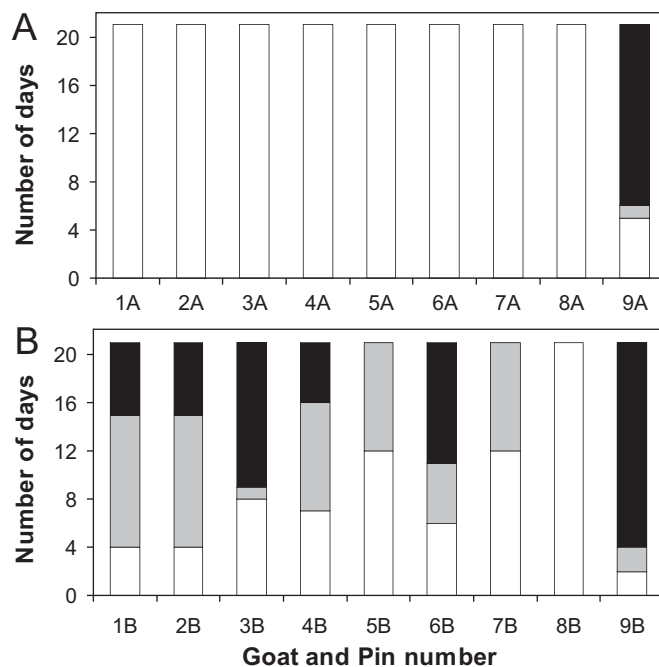 A
Number of days
20
16
12
8
4
0
1A 2A 3A 4A 5A 6A 7A 8A 9A
B
Number of days
20
16
12
8
4
0
1B 2B 3B 4B 5B 6B 7B 8B 9B
Goat and Pin number